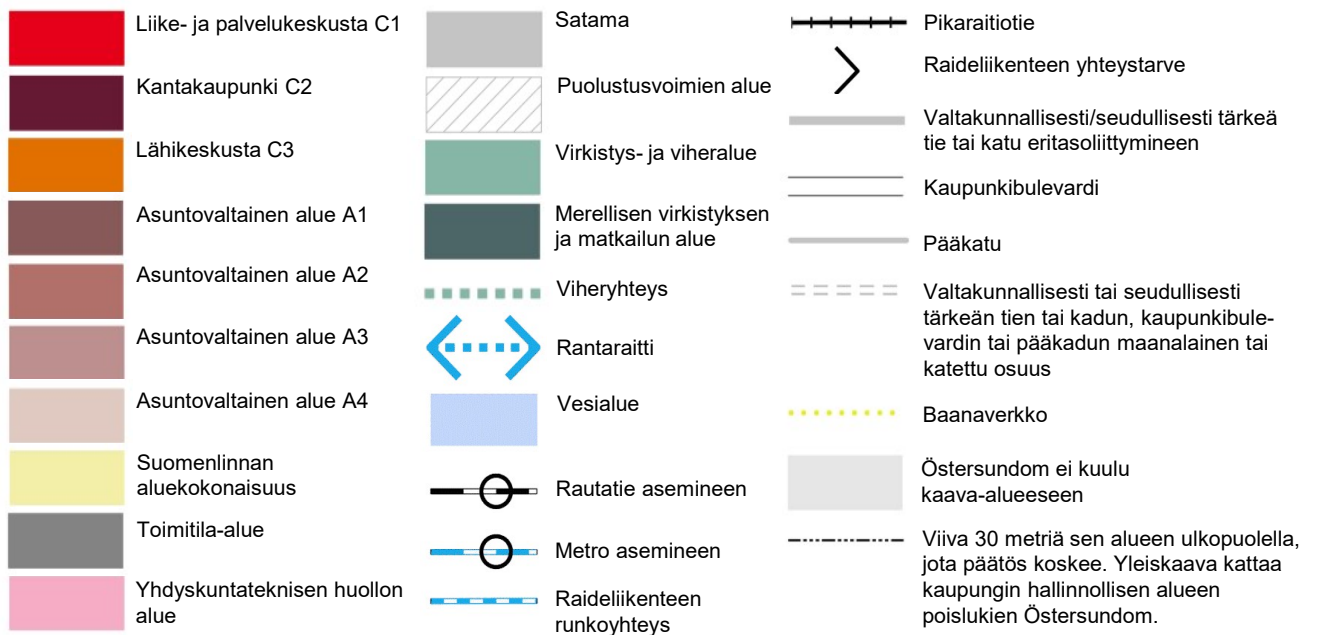 Liike- ja palvelukeskusta C1
Kantakaupunki C2
Lähikeskusta C3
Asuntovaltainen alue A1
Asuntovaltainen alue A2
Asuntovaltainen alue A3
Asuntovaltainen alue A4
Suomenlinnan
aluekokonaisuus
Toimitila-alue
Yhdyskuntateknisen huollon
alue
Satama
Puolustusvoimien alue
Virkistys- ja viheralue
Merellisen virkistyksen
ja matkailun alue
Viheryhteys
Rantaraitti
Vesialue
Rautatie asemineen
Metro asemineen
Raideliikenteen
runkoyhteys
Pikaraitiotie
Raideliikenteen yhteystarve
Valtakunnallisesti/seudullisesti tärkeä
tie tai katu eritasoliittymineen
Kaupunkibulevardi
Pääkatu
Valtakunnallisesti tai seudullisesti
tärkeän tien tai kadun, kaupunkibule-
vardin tai pääkadun maanalainen tai
katettu osuus
Baanaverkko
Östersundom ei kuulu
kaava-alueeseen
Viiva 30 metriä sen alueen ulkopuolella,
jota päätös koskee. Yleiskaava kattaa
kaupungin hallinnollisen alueen
poislukien Östersundom.